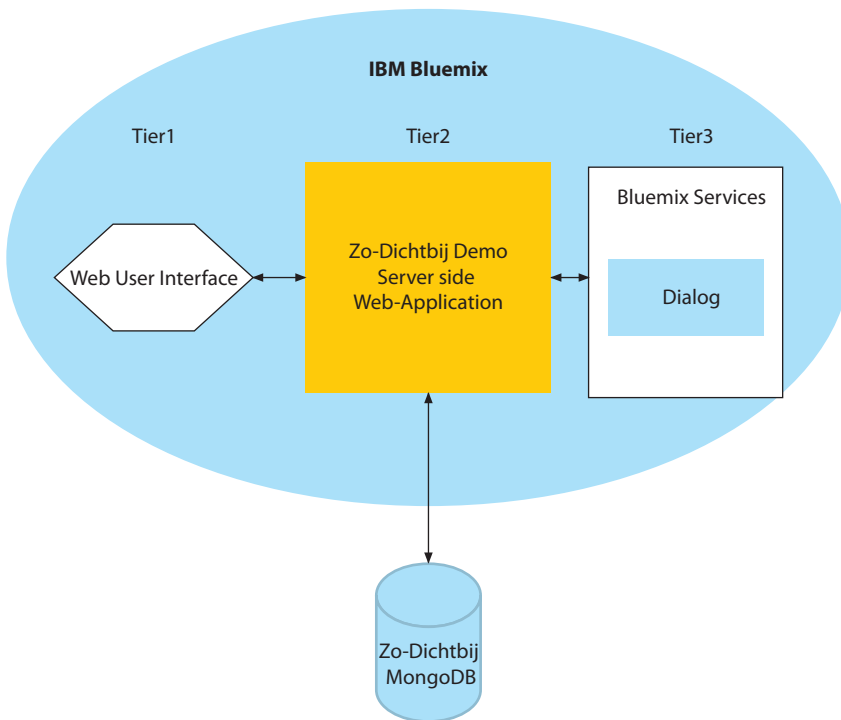 IBM Bluemix
Tier1
Tier2
Tier3
Web User Interface
Zo-Dichtbij Demo
Server side
Web-Application
Bluemix Services
Dialog
Zo-Dichtbij
MongoDB